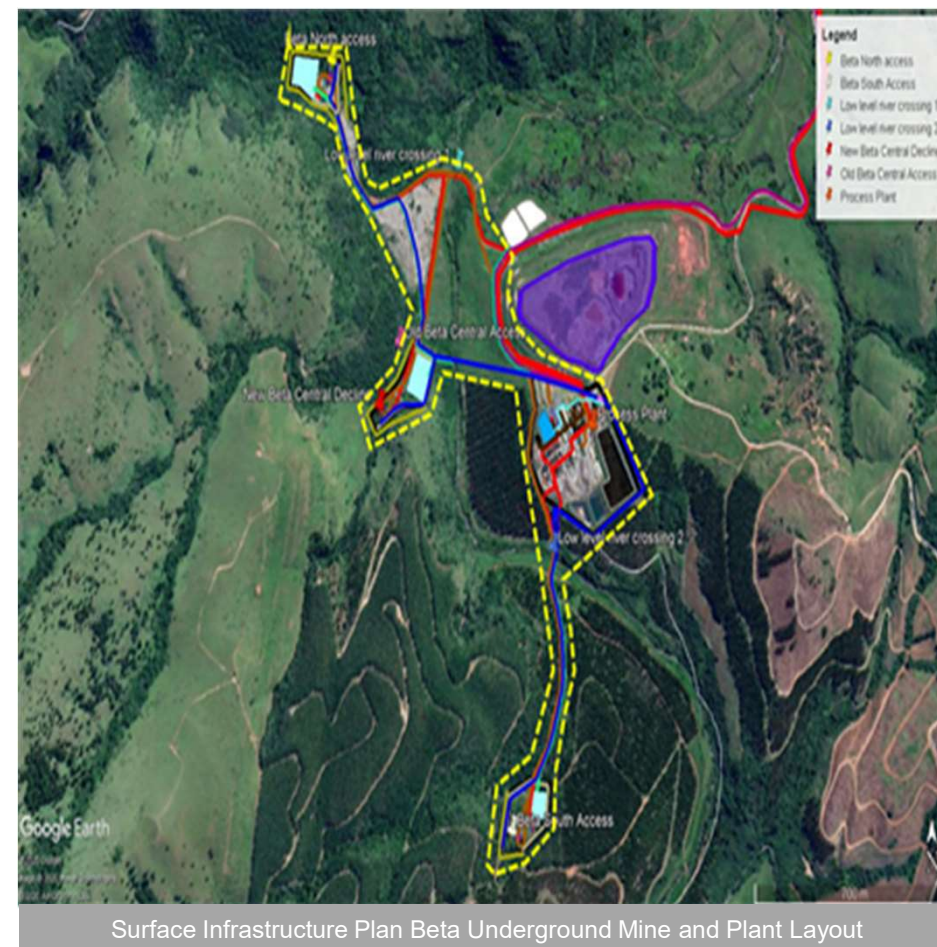 Beta North access
Legend
Beta North access
Beta South Access
Low level river crossing 1
Low level river crossing 2
New Beta Central Decline
Old Beta Central Access
Process Plant
Low level river crossing 1
Old Beta Central Access
New Beta Central Decline
Process Plant
Low level river crossing 2
Beta South Access
Google Earth
700 m
Surface Infrastructure Plan Beta Underground Mine and Plant Layout